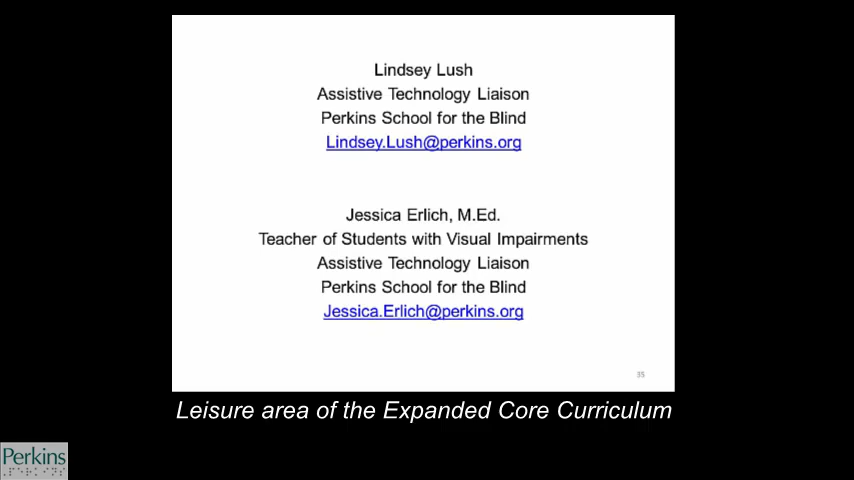 Lindsey Lush
Assistive Technology Liaison
Perkins School for the Blind
Lindsey.Lush@perkins.org
Jessica Erlich, M.Ed.
Teacher of Students with Visual Impairments
Assistive Technology Liaison
Perkins School for the Blind
Jessica.Erlich@perkins.org
35
Leisure area of the Expanded Core Curriculum
Perkins